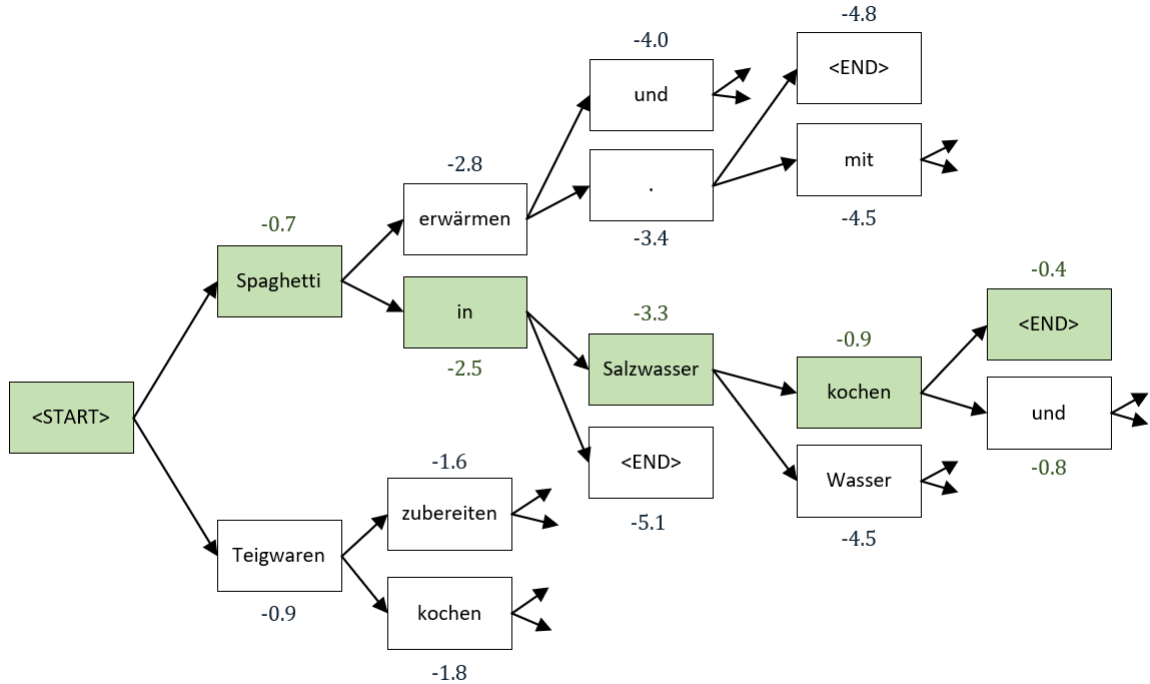 -4.8
<END>
-4.0
und
mit
-4.5
-2.8
erwärmen
.
-3.4
-0.7
Spaghetti
in
-2.5
-3.3
Salzwasser
-0.9
kochen
-0.4
<END>
und
-0.8
<START>
<END>
-5.1
Wasser
-4.5
Teigwaren
-0.9
-1.6
zubereiten
kochen
-1.8